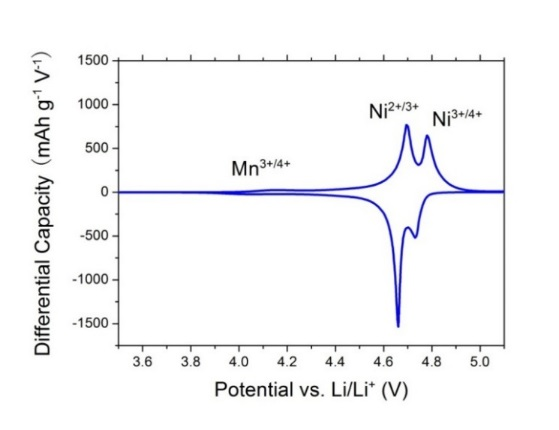 Differential Capacity (mAh g⁻¹ V⁻¹)
1500
1000
500
0
-500
-1000
-1500
Ni²⁺/³⁺
Ni³⁺/⁴⁺
Mn³⁺/⁴⁺
3.6 3.8 4.0 4.2 4.4 4.6 4.8 5.0
Potential vs. Li/Li⁺ (V)